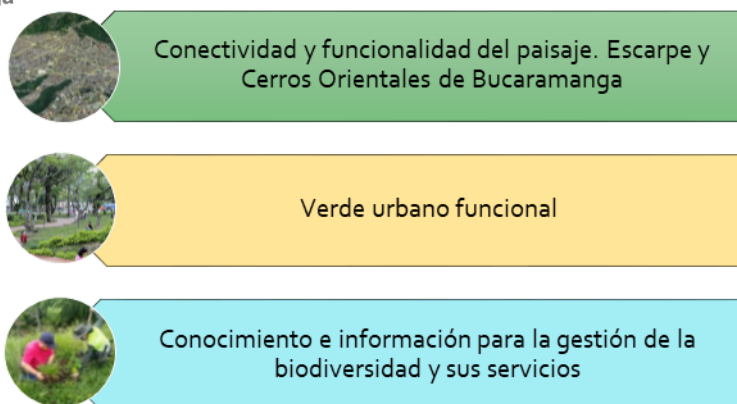 Conectividad y funcionalidad del paisaje. Escarpe y
Cerros Orientales de Bucaramanga
Verde urbano funcional
Conocimiento e información para la gestión de la
biodiversidad y sus servicios